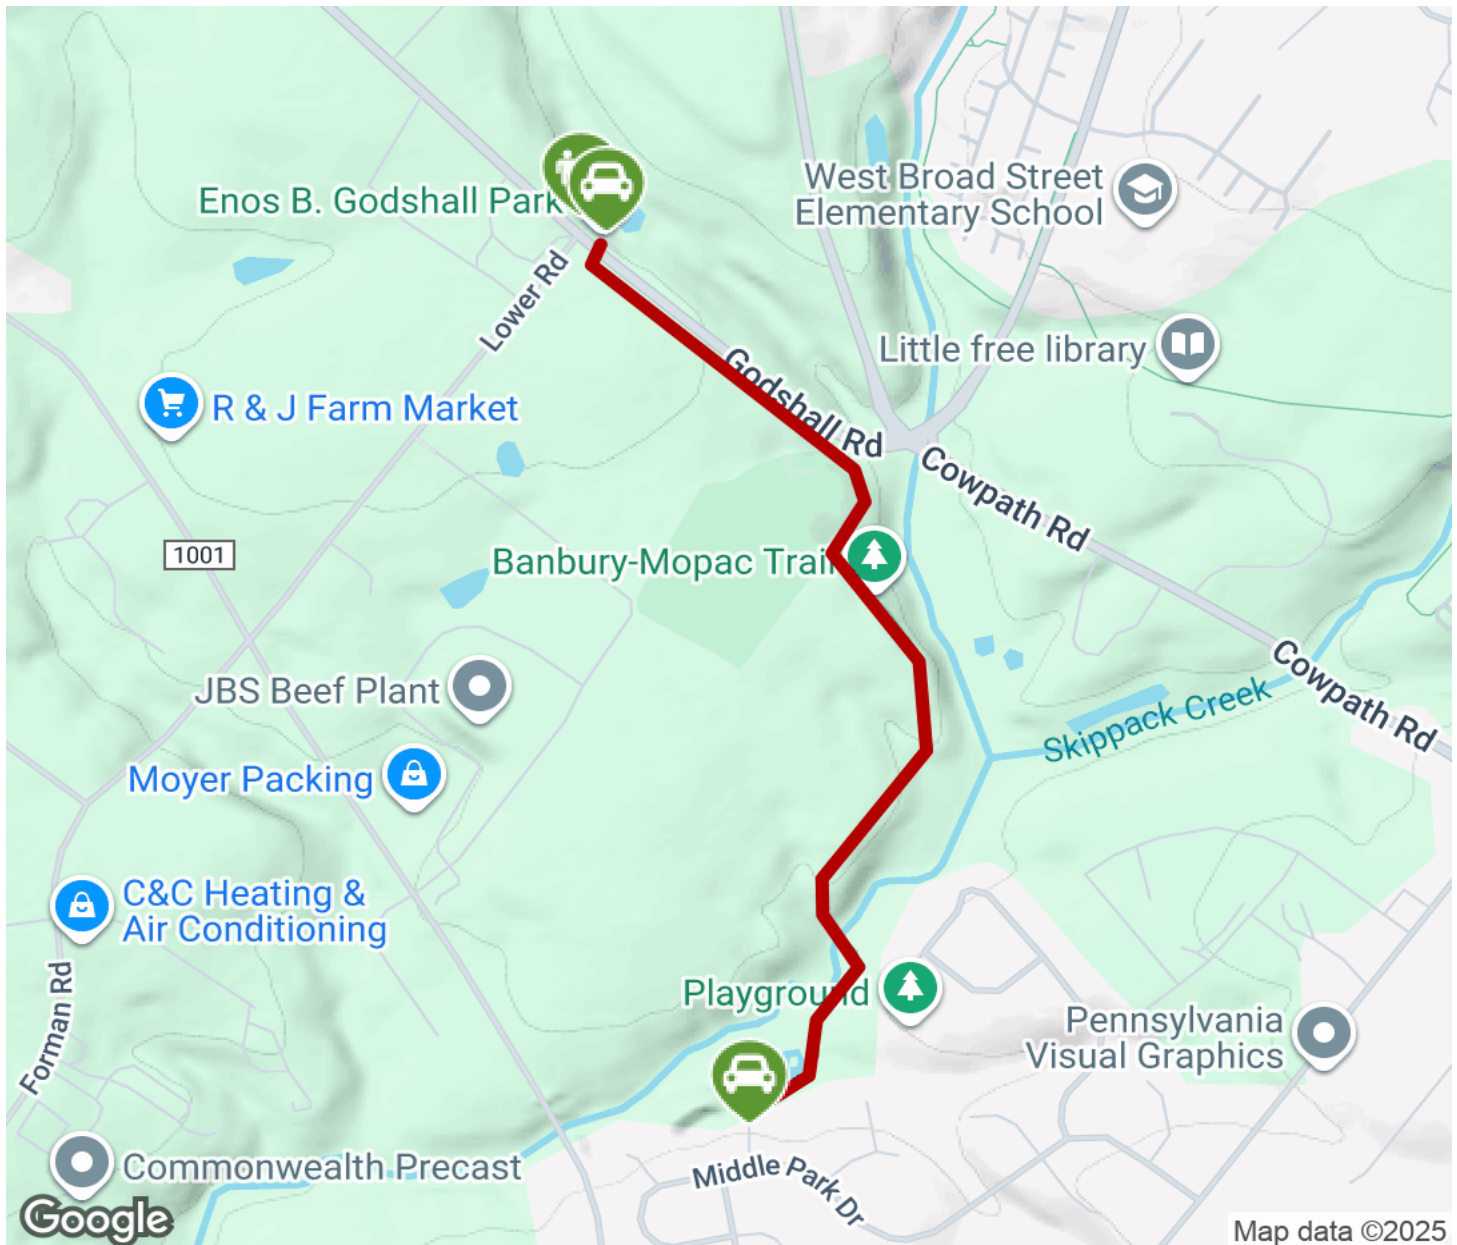 West Broad Street
Elementary School
Enos B. Godshall Park
Lower Rd
Little free library
Godshall Rd
R & J Farm Market
Cowpath Rd
1001
Banbury-Mopac Trail
Cowpath Rd
JBS Beef Plant
Skippack Creek
Moyer Packing
C&C Heating &
Air Conditioning
Playground
Forman Rd
Pennsylvania
Visual Graphics
Commonwealth Precast
Middle Park Dr
Google
Map data ©2025